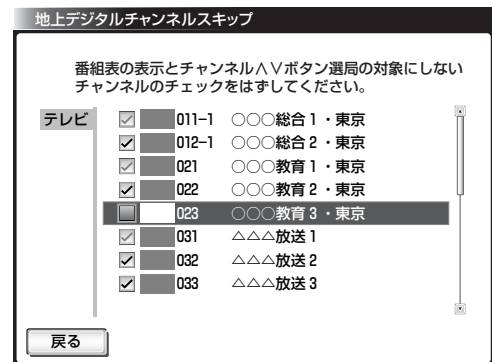 地上デジタルチャンネルスキップ
番組表の表示とチャンネル∧∨ボタン選局の対象にしない
チャンネルのチェックをはずしてください。
テレビ
011-1 ○○○総合1・東京
012-1 ○○○総合2・東京
021 ○○○教育1・東京
022 ○○○教育2・東京
023 ○○○教育3・東京
031 △△△放送1
032 △△△放送2
033 △△△放送3
戻る